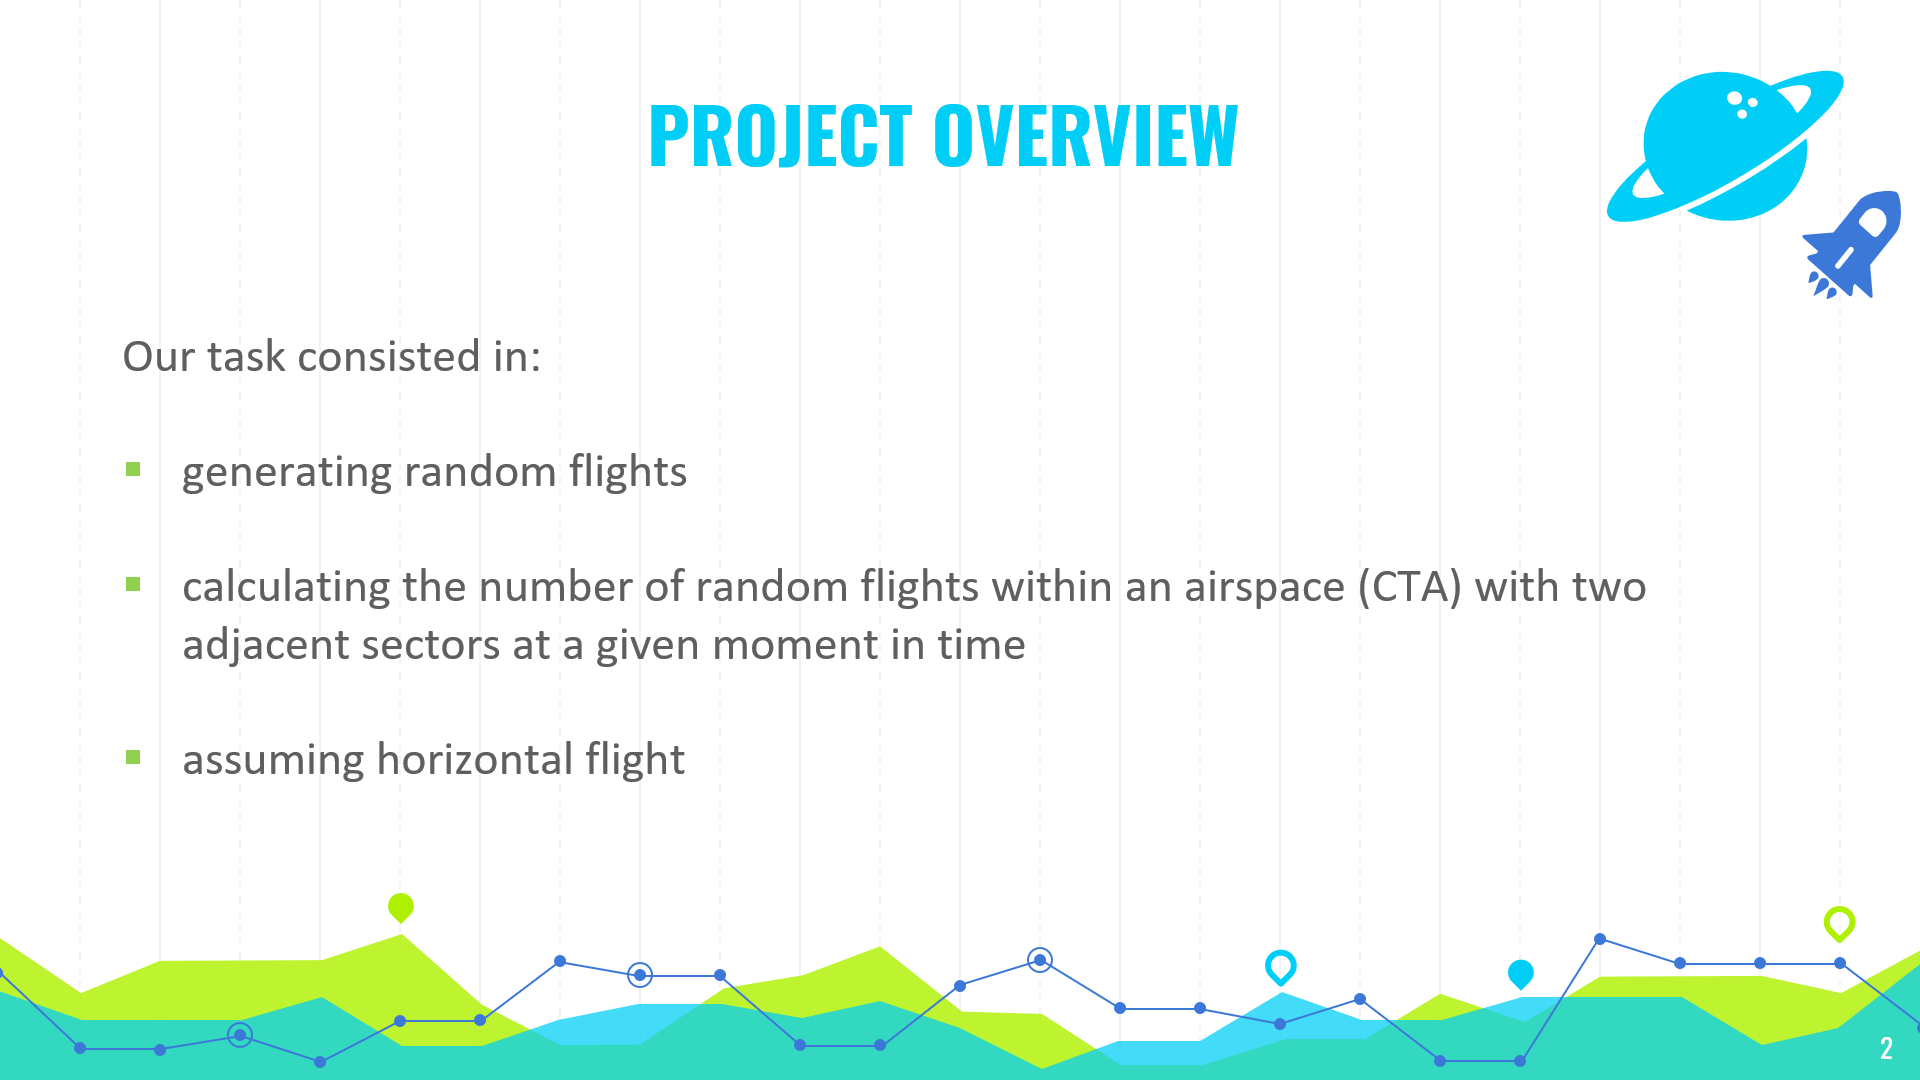 PROJECT OVERVIEW
Our task consisted in:
generating random flights
calculating the number of random flights within an airspace (CTA) with two
adjacent sectors at a given moment in time
assuming horizontal flight
2